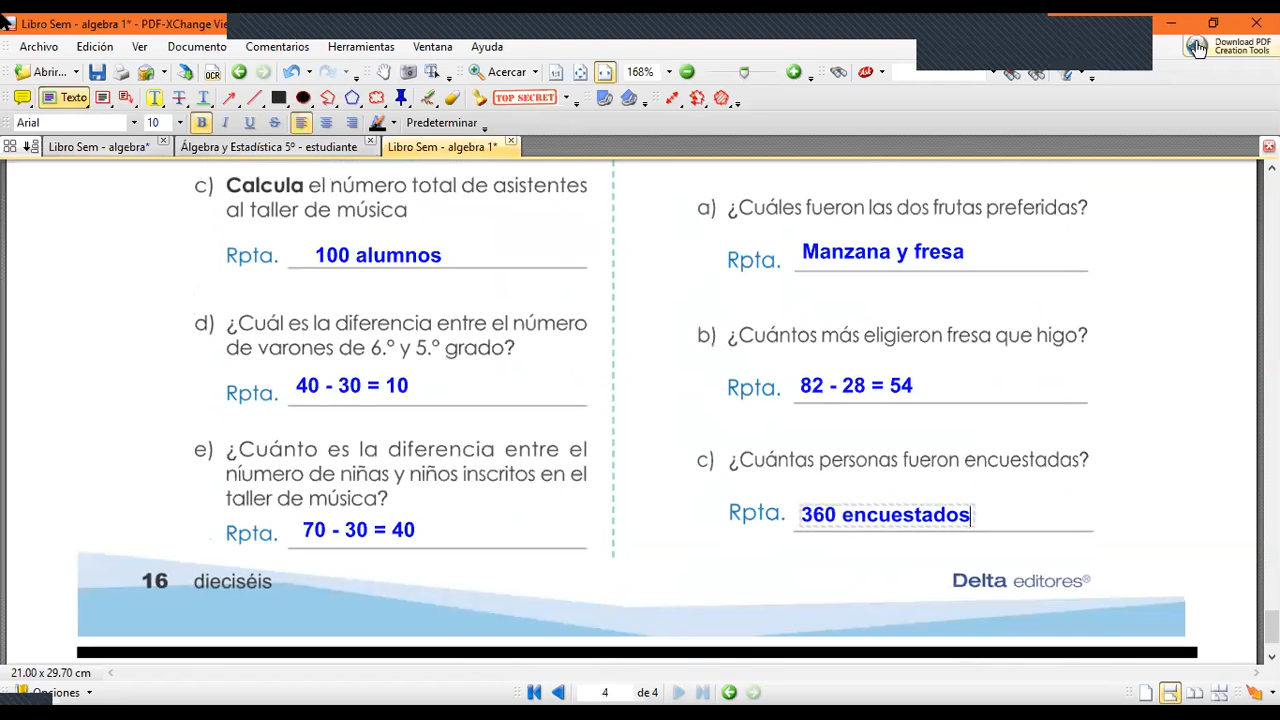 Libro Sem - algebra 1* - PDF-XChange Vie
Archivo Edición Ver Documento Comentarios Herramientas Ventana Ayuda
Download PDF
Creation Tools
Abrir... OCR Acercar 168%
Texto TOP SECRET
Arial 10 B I U S Predeterminar
Libro Sem - algebra* Álgebra y Estadística 5º - estudiante Libro Sem - algebra 1*
c) Calcula el número total de asistentes
al taller de música
Rpta. 100 alumnos
d) ¿Cuál es la diferencia entre el número
de varones de 6.º y 5.º grado?
Rpta. 40 - 30 = 10
e) ¿Cuánto es la diferencia entre el
níumero de niñas y niños inscritos en el
taller de música?
Rpta. 70 - 30 = 40
16 dieciséis
a) ¿Cuáles fueron las dos frutas preferidas?
Rpta. Manzana y fresa
b) ¿Cuántos más eligieron fresa que higo?
Rpta. 82 - 28 = 54
c) ¿Cuántas personas fueron encuestadas?
Rpta. 360 encuestados
Delta editores®
21.00 x 29.70 cm
Opciones 4 de 4